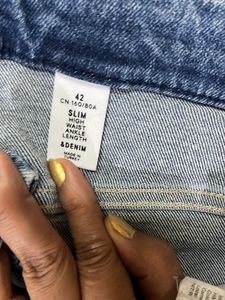 42
CN 160/80A
SLIM
HIGH
WAIST
ANKLE
LENGTH
&DENIM
MADE IN
TURKEY